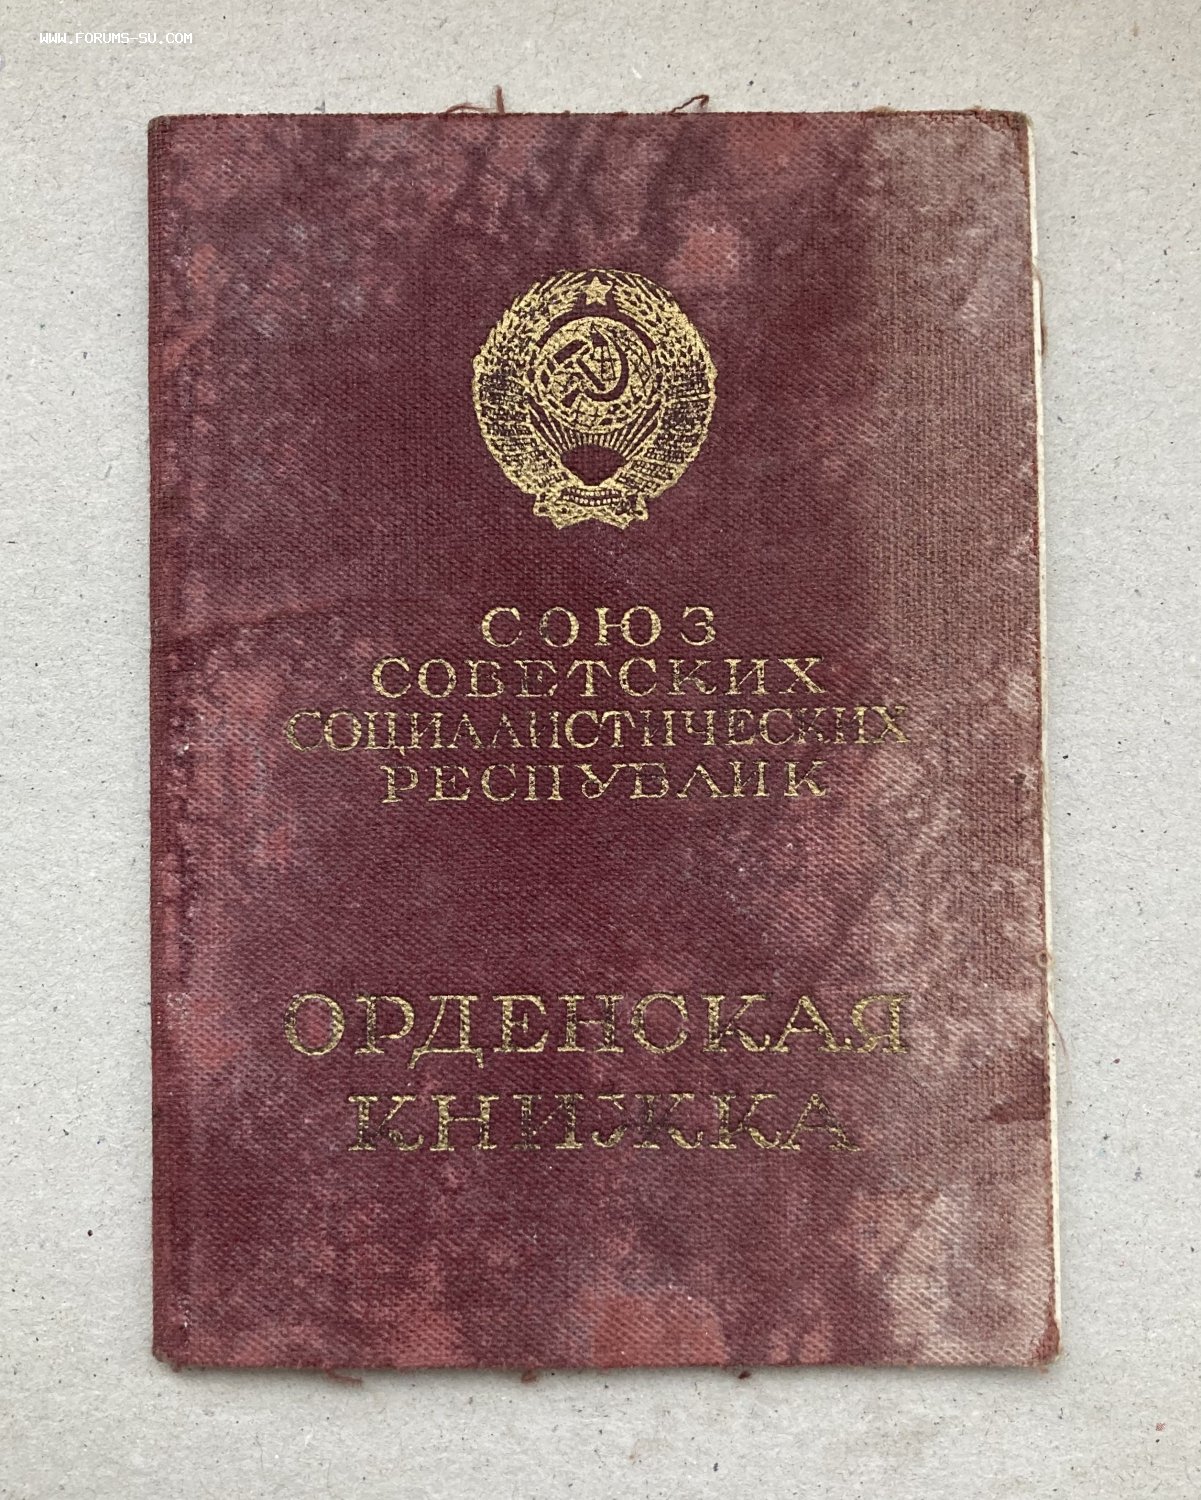 WWW.FORUMS-SU.COM
СОЮЗ
СОВЕТСКИХ
СОЦИАЛИСТИЧЕСКИХ
РЕСПУБЛИК
ОРДЕНСКАЯ
КНИЖКА